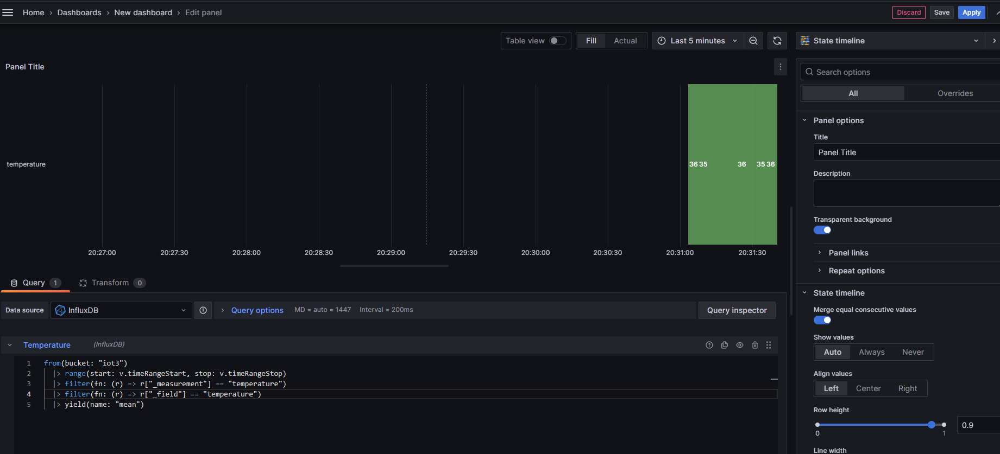 Home › Dashboards › New dashboard › Edit panel
Discard Save Apply
Table view Fill Actual Last 5 minutes
State timeline
Panel Title
Search options
All Overrides
temperature
36 35 36 35 36
20:27:00 20:27:30 20:28:00 20:28:30 20:29:00 20:29:30 20:30:00 20:30:30 20:31:00 20:31:30
Query 1 Transform 0
Data source InfluxDB Query options MD = auto = 1447 Interval = 200ms Query inspector
Temperature (InfluxDB)
1 from(bucket: "iot3")
2 |> range(start: v.timeRangeStart, stop: v.timeRangeStop)
3 |> filter(fn: (r) => r["_measurement"] == "temperature")
4 |> filter(fn: (r) => r["_field"] == "temperature")
5 |> yield(name: "mean")
Panel options
Title
Panel Title
Description
Transparent background
Panel links
Repeat options
State timeline
Merge equal consecutive values
Show values
Auto Always Never
Align values
Left Center Right
Row height
0 1 0.9
Line width